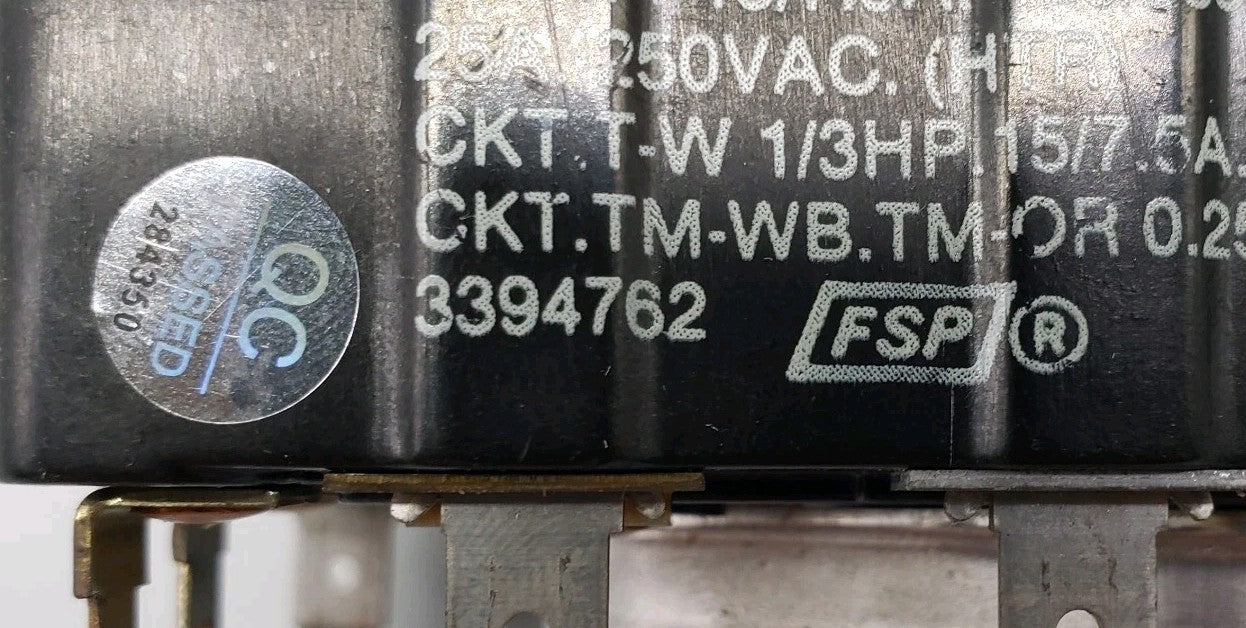 25A 250VAC. (HTR)
CKT T-W 1/3HP.15/7.5A.
CKT.TM-WB.TM-OR 0.25
3394762
FSP ®
QC
PASSED
284350